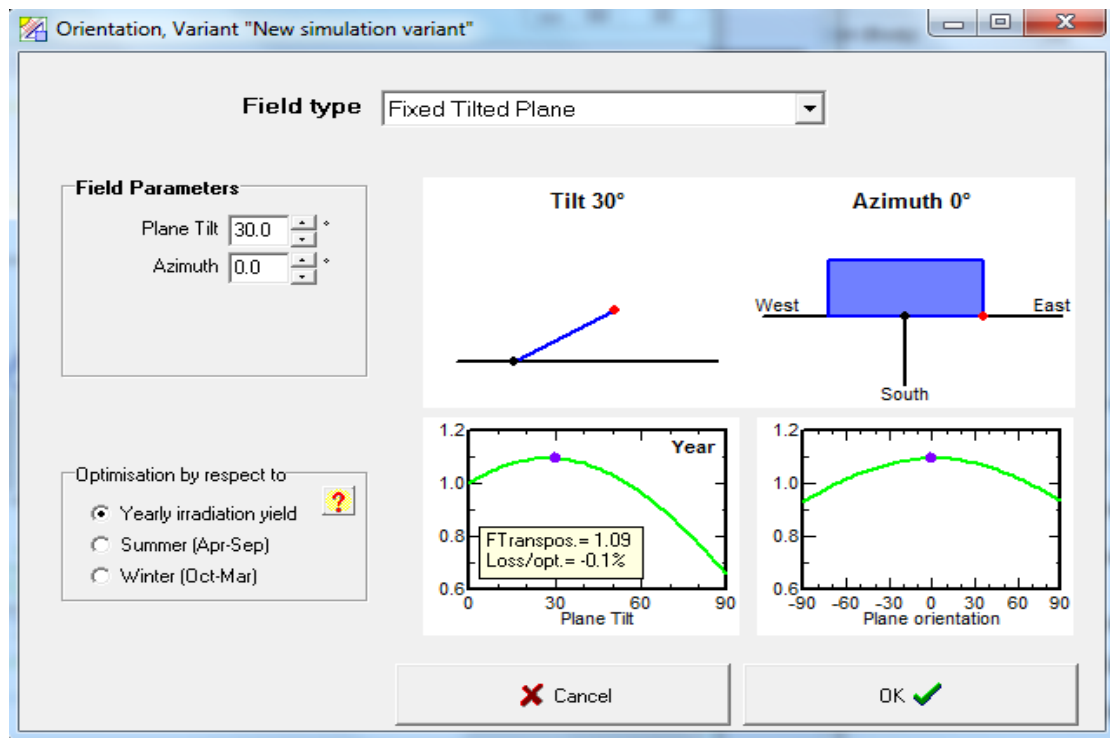 Orientation, Variant "New simulation variant"
Field type Fixed Tilted Plane
Field Parameters
Plane Tilt 30.0 °
Azimuth 0.0 °
Tilt 30°
Azimuth 0°
West
East
South
Optimisation by respect to
?
Yearly irradiation yield
Summer (Apr-Sep)
Winter (Oct-Mar)
Year
1.2
1.0
0.8
0.6
FTranspos.= 1.09
Loss/opt.= -0.1%
0 30 60 90
Plane Tilt
1.2
1.0
0.8
0.6
-90 -60 -30 0 30 60 90
Plane orientation
Cancel
OK